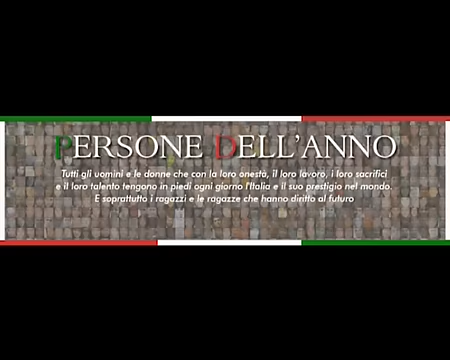 PERSONE DELL'ANNO
Tutti gli uomini e le donne che con la loro onestà, il loro lavoro, i loro sacrifici
e il loro talento tengono in piedi ogni giorno l'Italia e il suo prestigio nel mondo.
E soprattutto i ragazzi e le ragazze che hanno diritto al futuro